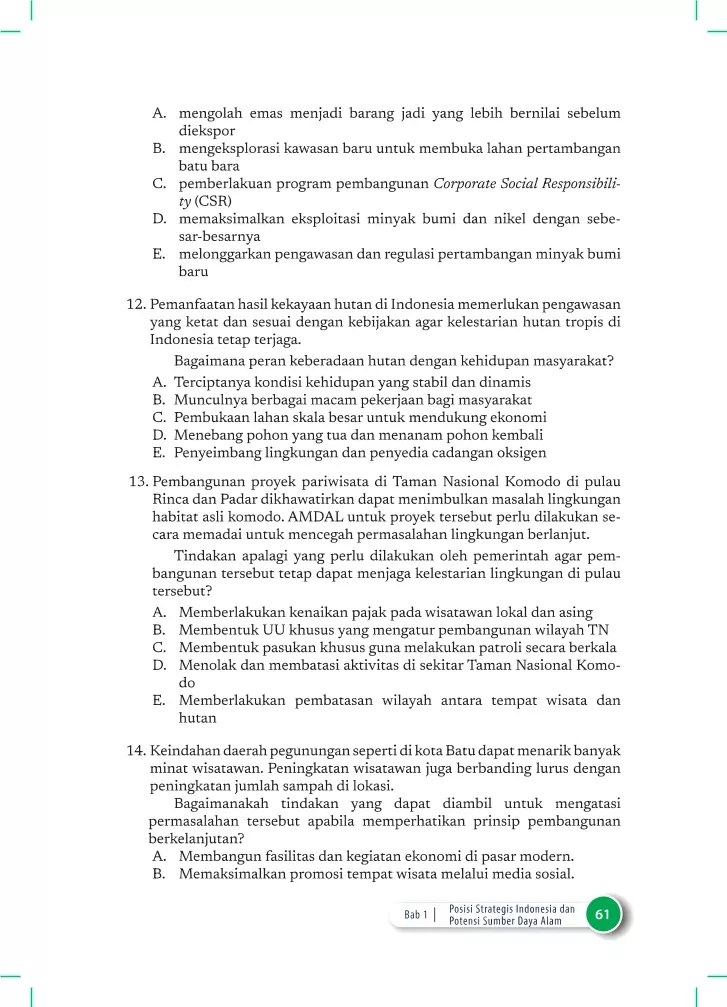 A. mengolah emas menjadi barang jadi yang lebih bernilai sebelum
diekspor
B. mengeksplorasi kawasan baru untuk membuka lahan pertambangan
batu bara
C. pemberlakuan program pembangunan Corporate Social Responsibili-
ty (CSR)
D. memaksimalkan eksploitasi minyak bumi dan nikel dengan sebe-
sar-besarnya
E. melonggarkan pengawasan dan regulasi pertambangan minyak bumi
baru
12. Pemanfaatan hasil kekayaan hutan di Indonesia memerlukan pengawasan
yang ketat dan sesuai dengan kebijakan agar kelestarian hutan tropis di
Indonesia tetap terjaga.
Bagaimana peran keberadaan hutan dengan kehidupan masyarakat?
A. Terciptanya kondisi kehidupan yang stabil dan dinamis
B. Munculnya berbagai macam pekerjaan bagi masyarakat
C. Pembukaan lahan skala besar untuk mendukung ekonomi
D. Menebang pohon yang tua dan menanam pohon kembali
E. Penyeimbang lingkungan dan penyedia cadangan oksigen
13. Pembangunan proyek pariwisata di Taman Nasional Komodo di pulau
Rinca dan Padar dikhawatirkan dapat menimbulkan masalah lingkungan
habitat asli komodo. AMDAL untuk proyek tersebut perlu dilakukan se-
cara memadai untuk mencegah permasalahan lingkungan berlanjut.
Tindakan apalagi yang perlu dilakukan oleh pemerintah agar pem-
bangunan tersebut tetap dapat menjaga kelestarian lingkungan di pulau
tersebut?
A. Memberlakukan kenaikan pajak pada wisatawan lokal dan asing
B. Membentuk UU khusus yang mengatur pembangunan wilayah TN
C. Membentuk pasukan khusus guna melakukan patroli secara berkala
D. Menolak dan membatasi aktivitas di sekitar Taman Nasional Komo-
do
E. Memberlakukan pembatasan wilayah antara tempat wisata dan
hutan
14. Keindahan daerah pegunungan seperti di kota Batu dapat menarik banyak
minat wisatawan. Peningkatan wisatawan juga berbanding lurus dengan
peningkatan jumlah sampah di lokasi.
Bagaimanakah tindakan yang dapat diambil untuk mengatasi
permasalahan tersebut apabila memperhatikan prinsip pembangunan
berkelanjutan?
A. Membangun fasilitas dan kegiatan ekonomi di pasar modern.
B. Memaksimalkan promosi tempat wisata melalui media sosial.
Bab 1 | Posisi Strategis Indonesia dan
Potensi Sumber Daya Alam
61